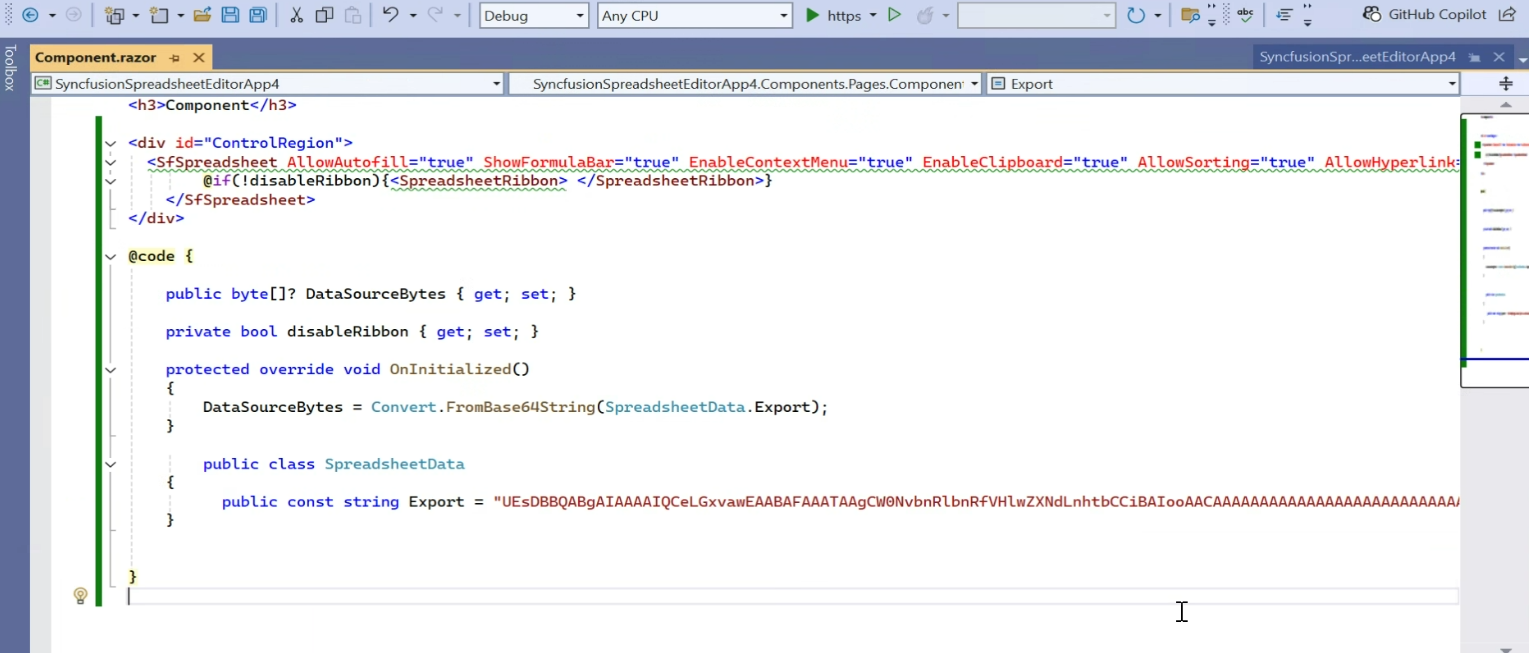 Debug Any CPU https GitHub Copilot
Toolbox
Component.razor SyncfusionSpr...eetEditorApp4
C# SyncfusionSpreadsheetEditorApp4 SyncfusionSpreadsheetEditorApp4.Components.Pages.Component Export
<h3>Component</h3>
<div id="ControlRegion">
<SfSpreadsheet AllowAutofill="true" ShowFormulaBar="true" EnableContextMenu="true" EnableClipboard="true" AllowSorting="true" AllowHyperlink=
@if(!disableRibbon){<SpreadsheetRibbon> </SpreadsheetRibbon>}
</SfSpreadsheet>
</div>
@code {
public byte[]? DataSourceBytes { get; set; }
private bool disableRibbon { get; set; }
protected override void OnInitialized()
{
DataSourceBytes = Convert.FromBase64String(SpreadsheetData.Export);
}
public class SpreadsheetData
{
public const string Export = "UEsDBBQABgAIAAAAIQCeLGxvawEAABAFAAATAAgCW0NvbnRlbnRfVHlwZXNdLnhtbCCiBAIooAACAAAAAAAAAAAAAAAAAAAAAAAAAAA
}
}